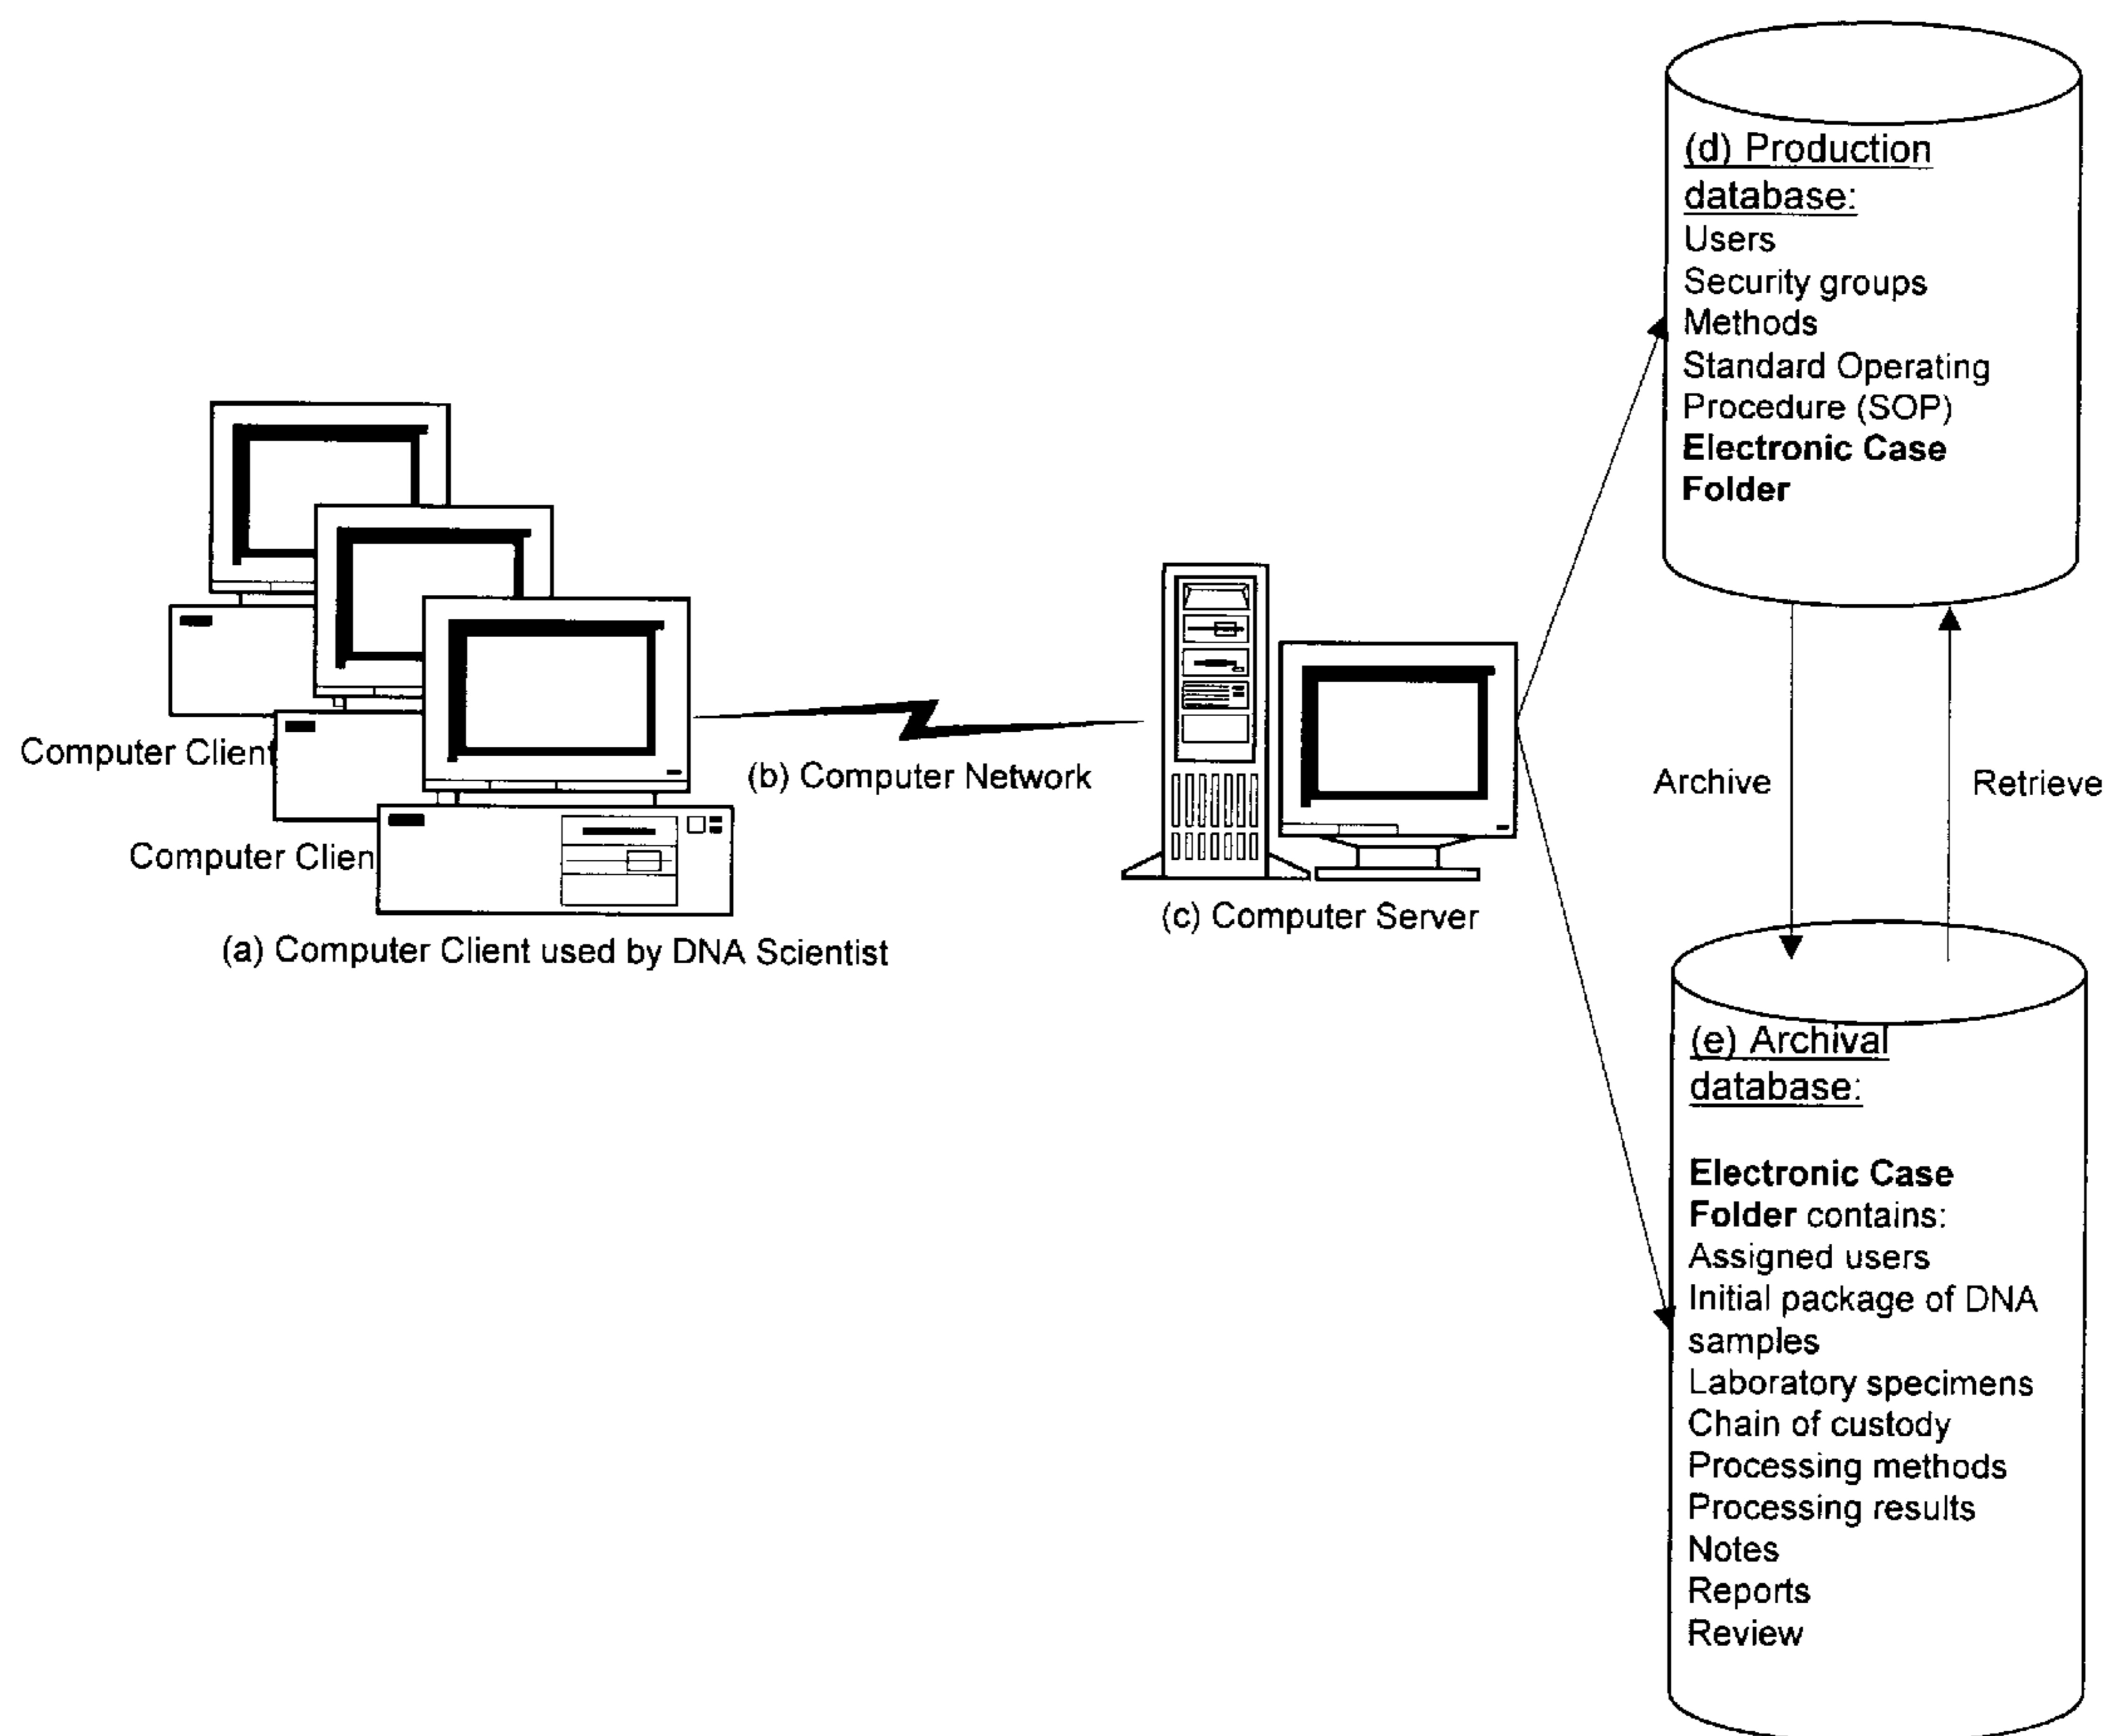 Computer Client
Computer Clien
(a) Computer Client used by DNA Scientist
(b) Computer Network
(c) Computer Server
(d) Production
database:
Users
Security groups
Methods
Standard Operating
Procedure (SOP)
Electronic Case
Folder
Archive
Retrieve
(e) Archival
database:
Electronic Case
Folder contains:
Assigned users
Initial package of DNA
samples
Laboratory specimens
Chain of custody
Processing methods
Processing results
Notes
Reports
Review